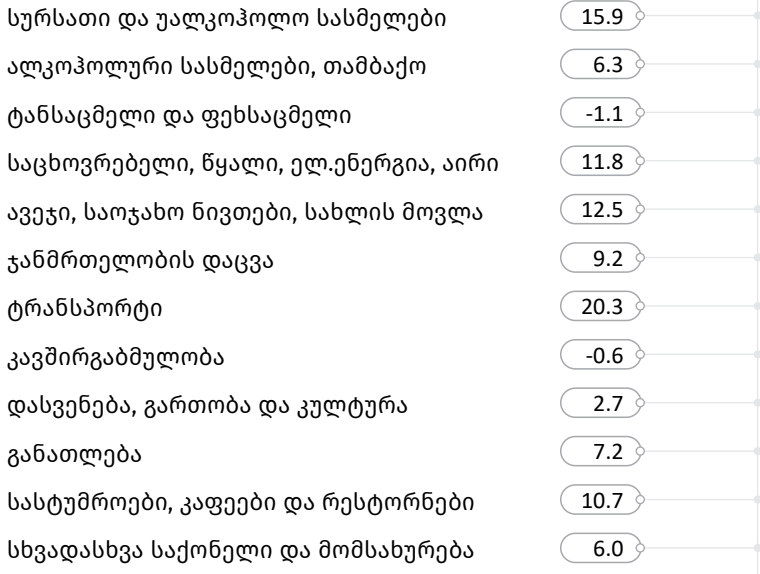 სურსათი და უალკოჰოლო სასმელები 15.9
ალკოჰოლური სასმელები, თამბაქო 6.3
ტანსაცმელი და ფეხსაცმელი -1.1
საცხოვრებელი, წყალი, ელ.ენერგია, აირი 11.8
ავეჯი, საოჯახო ნივთები, სახლის მოვლა 12.5
ჯანმრთელობის დაცვა 9.2
ტრანსპორტი 20.3
კავშირგაბმულობა -0.6
დასვენება, გართობა და კულტურა 2.7
განათლება 7.2
სასტუმროები, კაფეები და რესტორნები 10.7
სხვადასხვა საქონელი და მომსახურება 6.0